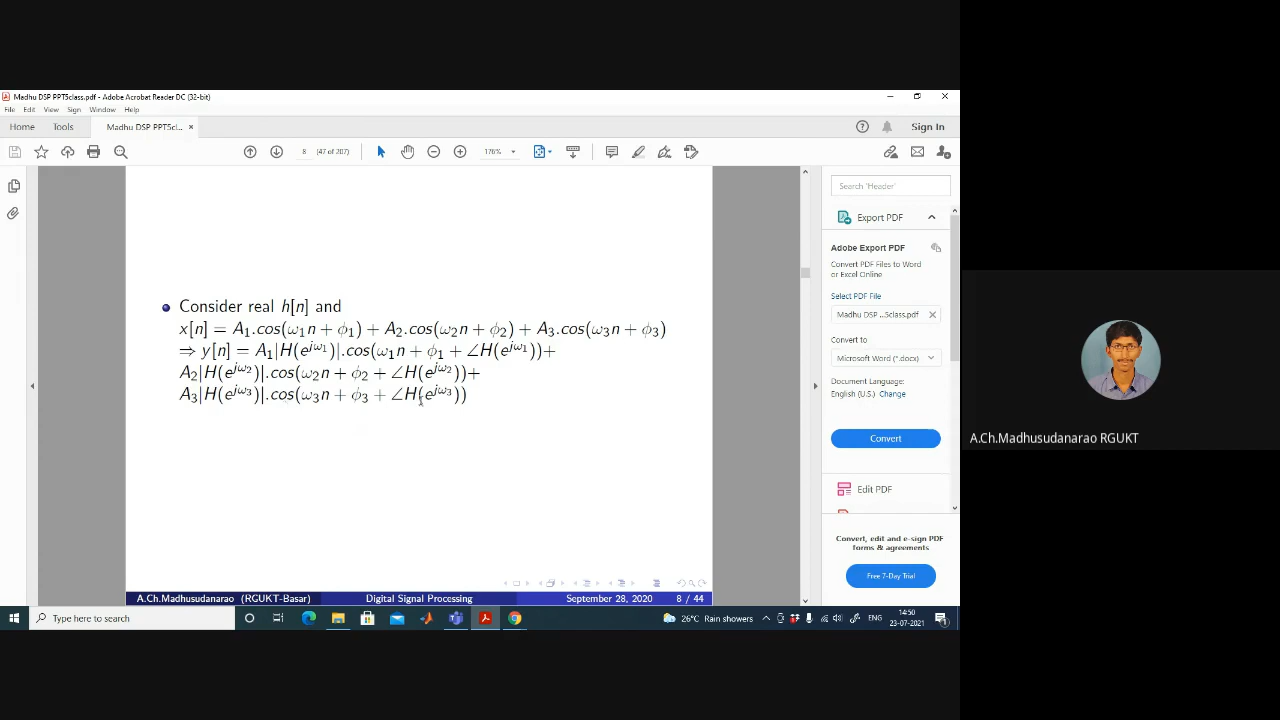 Madhu DSP PPT5class.pdf - Adobe Acrobat Reader DC (32-bit)
File Edit View Sign Window Help
Home Tools Madhu DSP PPT5cl... × Sign In
8 (47 of 207) 176%
Search 'Header'
Export PDF
Adobe Export PDF
Convert PDF Files to Word
or Excel Online
Select PDF File
Madhu DSP ...5class.pdf ×
Convert to
Microsoft Word (*.docx)
Document Language:
English (U.S.) Change
Convert
Edit PDF
Convert, edit and e-sign PDF
forms & agreements
Free 7-Day Trial
Consider real h[n] and
x[n] = A₁.cos(ω₁n + ϕ₁) + A₂.cos(ω₂n + ϕ₂) + A₃.cos(ω₃n + ϕ₃)
⇒ y[n] = A₁|H(e^{jω₁})|.cos(ω₁n + ϕ₁ + ∠H(e^{jω₁}))+
A₂|H(e^{jω₂})|.cos(ω₂n + ϕ₂ + ∠H(e^{jω₂}))+
A₃|H(e^{jω₃})|.cos(ω₃n + ϕ₃ + ∠H(e^{jω₃}))
A.Ch.Madhusudanarao (RGUKT-Basar) Digital Signal Processing September 28, 2020 8 / 44
Type here to search 26°C Rain showers ENG 14:50
23-07-2021
A.Ch.Madhusudanarao RGUKT